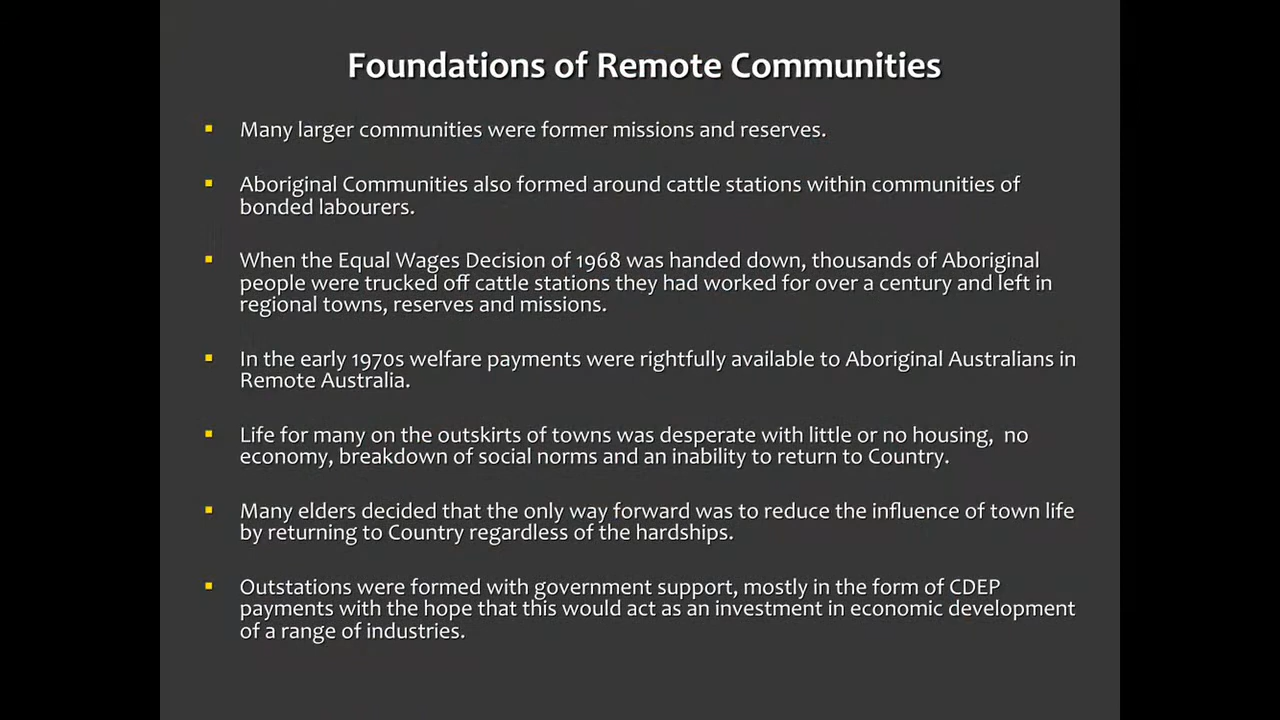 Foundations of Remote Communities
Many larger communities were former missions and reserves.
Aboriginal Communities also formed around cattle stations within communities of
bonded labourers.
When the Equal Wages Decision of 1968 was handed down, thousands of Aboriginal
people were trucked off cattle stations they had worked for over a century and left in
regional towns, reserves and missions.
In the early 1970s welfare payments were rightfully available to Aboriginal Australians in
Remote Australia.
Life for many on the outskirts of towns was desperate with little or no housing,  no
economy, breakdown of social norms and an inability to return to Country.
Many elders decided that the only way forward was to reduce the influence of town life
by returning to Country regardless of the hardships.
Outstations were formed with government support, mostly in the form of CDEP
payments with the hope that this would act as an investment in economic development
of a range of industries.